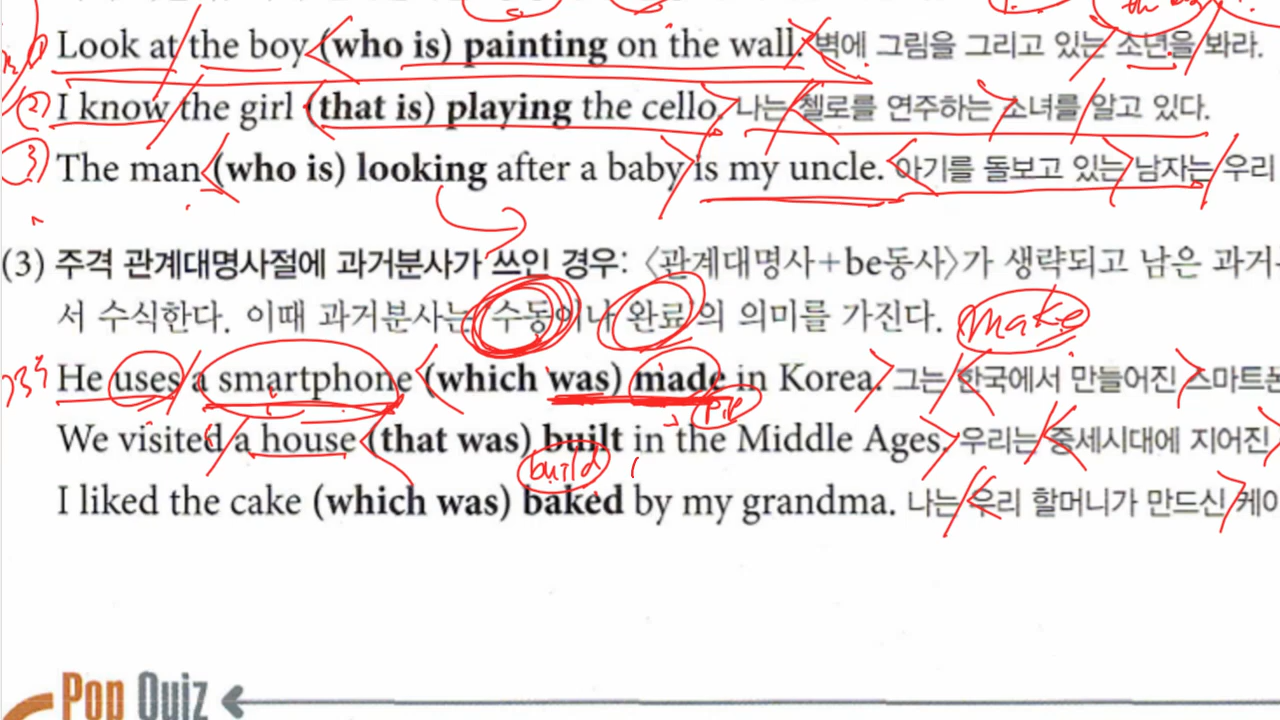 Look at the boy (who is) painting on the wall. 벽에 그림을 그리고 있는 소년을 봐라.
(2) I know the girl (that is) playing the cello. 나는 첼로를 연주하는 소녀를 알고 있다.
3) The man (who is) looking after a baby is my uncle. 아기를 돌보고 있는 남자는 우리
(3) 주격 관계대명사절에 과거분사가 쓰인 경우: 〈관계대명사+be동사〉가 생략되고 남은 과거
서 수식한다. 이때 과거분사는 수동이나 완료의 의미를 가진다. make
He uses a smartphone (which was) made in Korea. 그는 한국에서 만들어진 스마트폰
p.p
We visited a house (that was) built in the Middle Ages. 우리는 중세시대에 지어진
build
I liked the cake (which was) baked by my grandma. 나는 우리 할머니가 만드신 케이
Pop Quiz